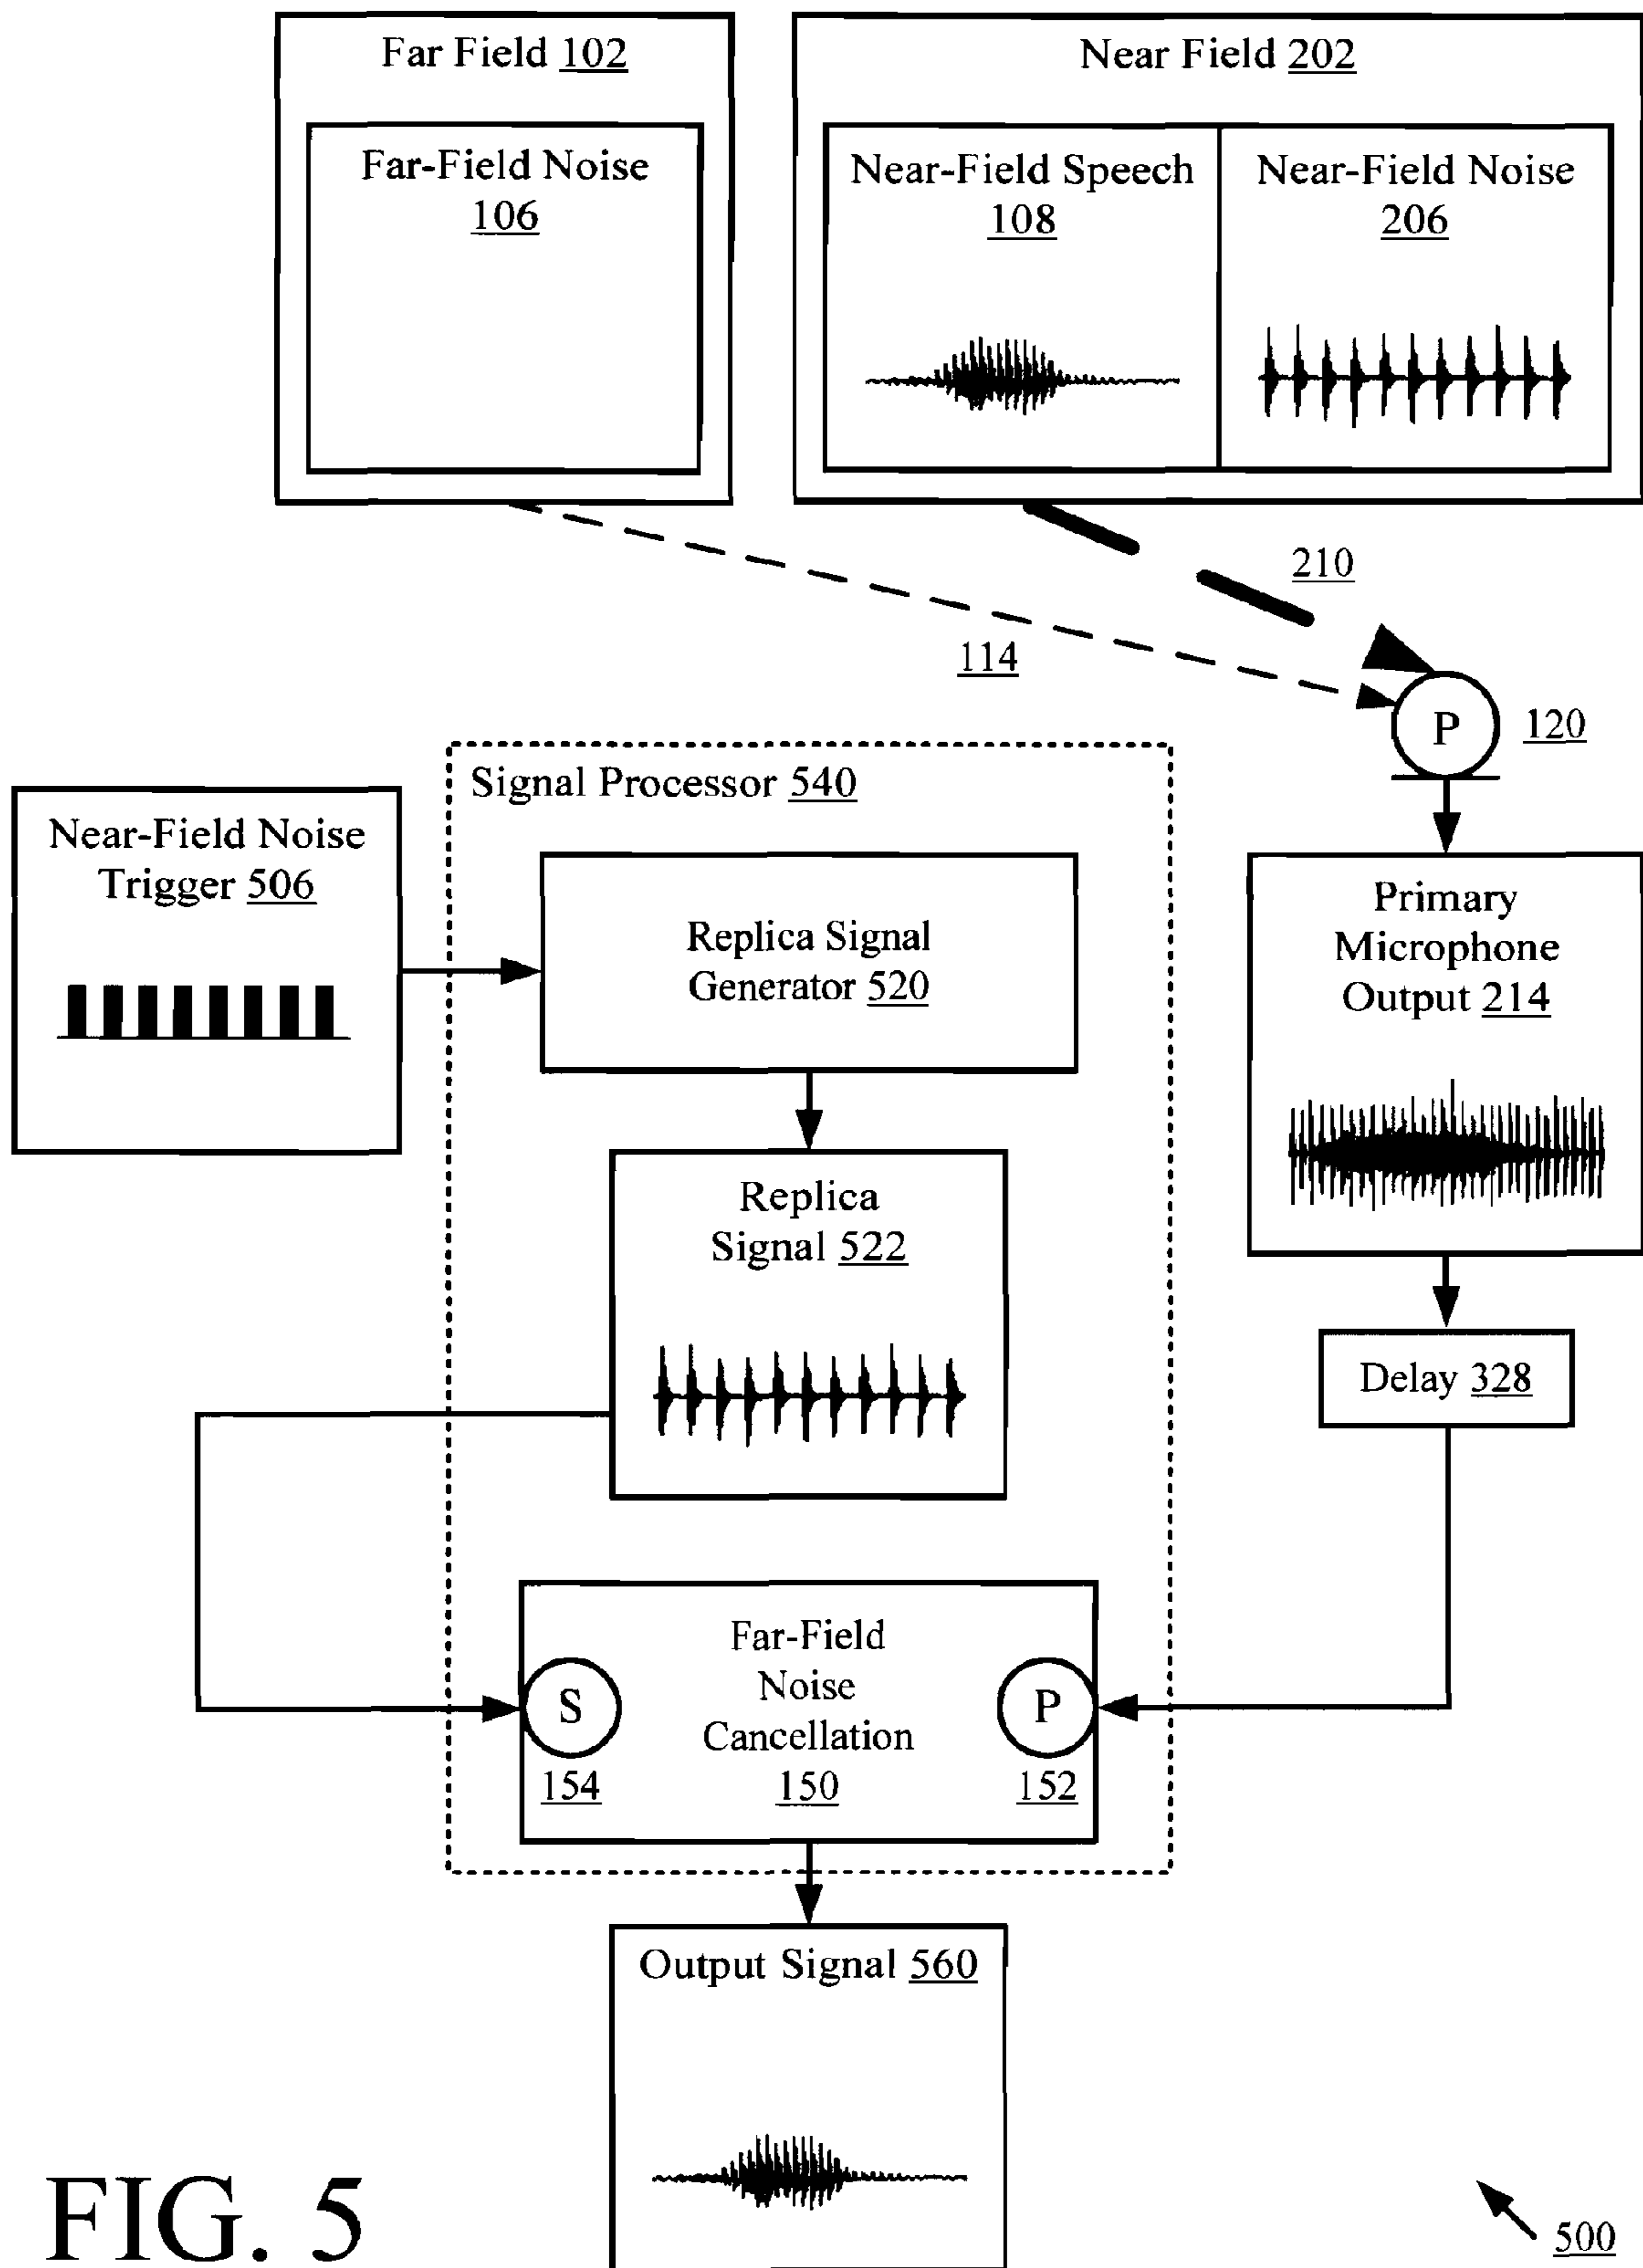 Far Field 102
Far-Field Noise
106
Near Field 202
Near-Field Speech
108
Near-Field Noise
206
210
114
P
120
Signal Processor 540
Near-Field Noise
Trigger 506
Replica Signal
Generator 520
Primary
Microphone
Output 214
Replica
Signal 522
Delay 328
S
154
Far-Field
Noise
Cancellation
150
P
152
Output Signal 560
FIG. 5
500